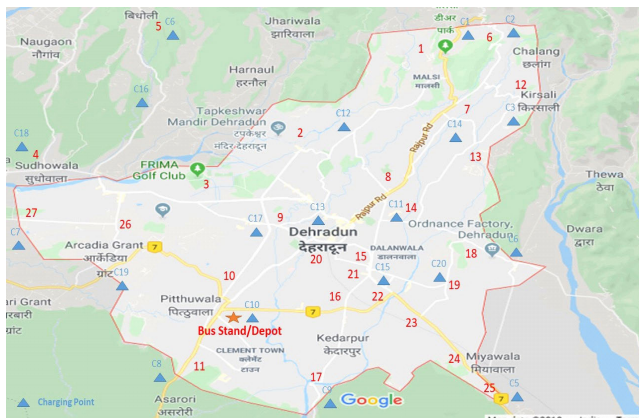 बिधोली
C6
5
Jhariwala
झारीवाला
डीअर
पार्क
C1
6
C2
Naugaon
नौगांव
1
Chalang
छलांग
Harnaul
हरनौल
MALSI
मालसी
12
Kirsali
किरसाली
C16
Tapkeshwar
Mandir Dehradun
टपकेश्वर
मंदिर-देहरादून
C12
2
7
C3
C18
4
Sudhowala
सुधोवाला
C14
Rajpur Rd
13
FRIMA
Golf Club
3
8
Thewa
ठेवा
27
26
9
C13
Rajpur Rd
C11
14
Ordnance Factory,
Dehradun
Dwara
द्वारा
C17
Dehradun
देहरादून
DALANWALA
डालनवाला
C7
Arcadia Grant
आर्केडिया
ग्रांट
7
20
15
18
C6
C19
10
21
C15
C20
19
Pitthuwala
पित्थुवाला
16
22
C10
7
Bus Stand/Depot
23
CLEMENT TOWN
क्लेमेंट
टाउन
Kedarpur
केदारपुर
24
Miyawala
मियावाला
11
C8
17
25
C5
7
Asarori
असरोरी
C9
Google
Charging Point